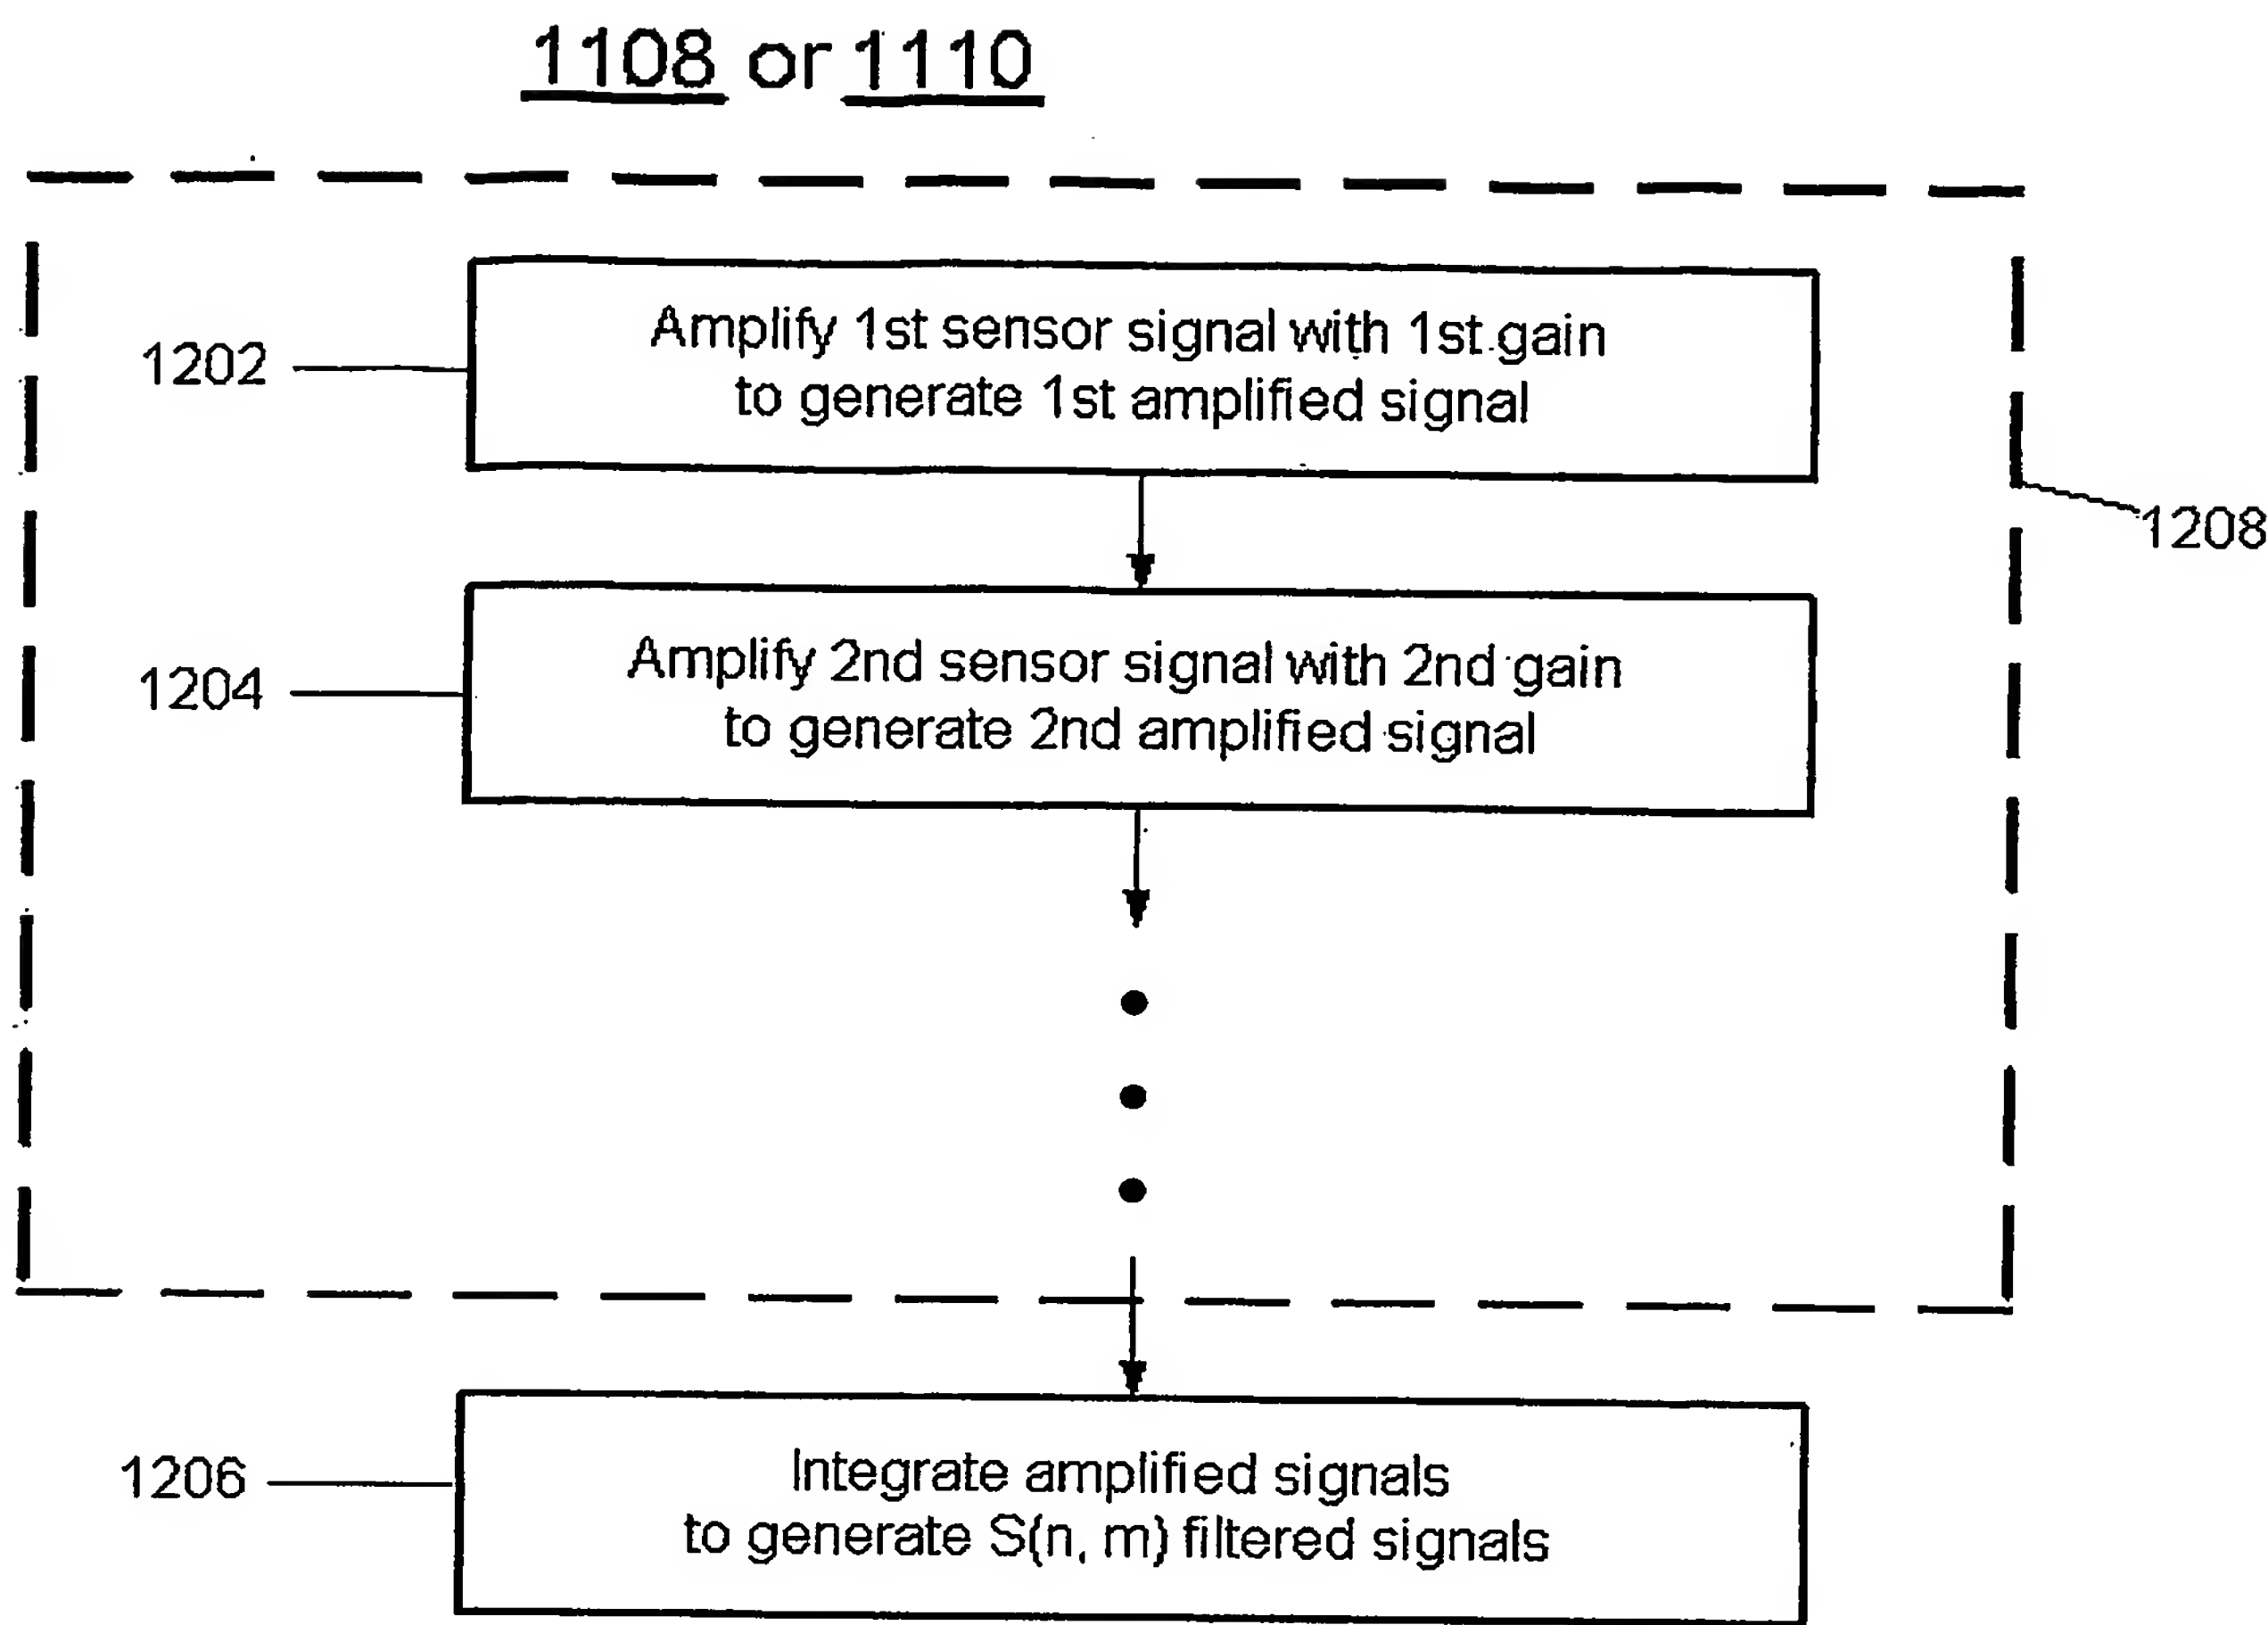 1108 or 1110
1202
Amplify 1st sensor signal with 1st gain
to generate 1st amplified signal
1208
1204
Amplify 2nd sensor signal with 2nd gain
to generate 2nd amplified signal
1206
Integrate amplified signals
to generate S(n, m) filtered signals